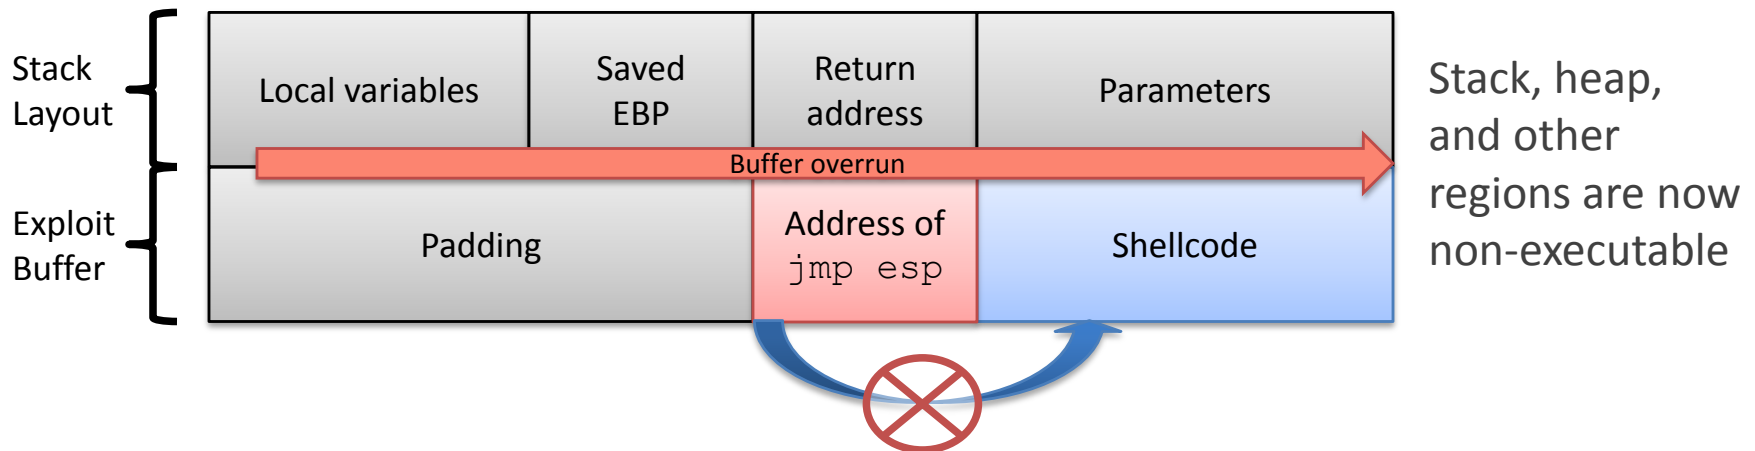 Stack
Layout
Local variables
Saved
EBP
Return
address
Parameters
Buffer overrun
Exploit
Buffer
Padding
Address of
jmp esp
Shellcode
Stack, heap,
and other
regions are now
non-executable